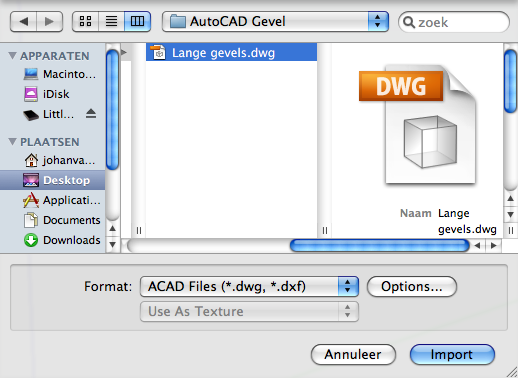 AutoCAD Gevel
zoek
APPARATEN
Macinto...
iDisk
Littl...
PLAATSEN
johanva...
Desktop
Applicati...
Documents
Downloads
Lange gevels.dwg
DWG
Naam Lange
gevels.dwg
Format: ACAD Files (*.dwg, *.dxf) Options...
Use As Texture
Annuleer Import